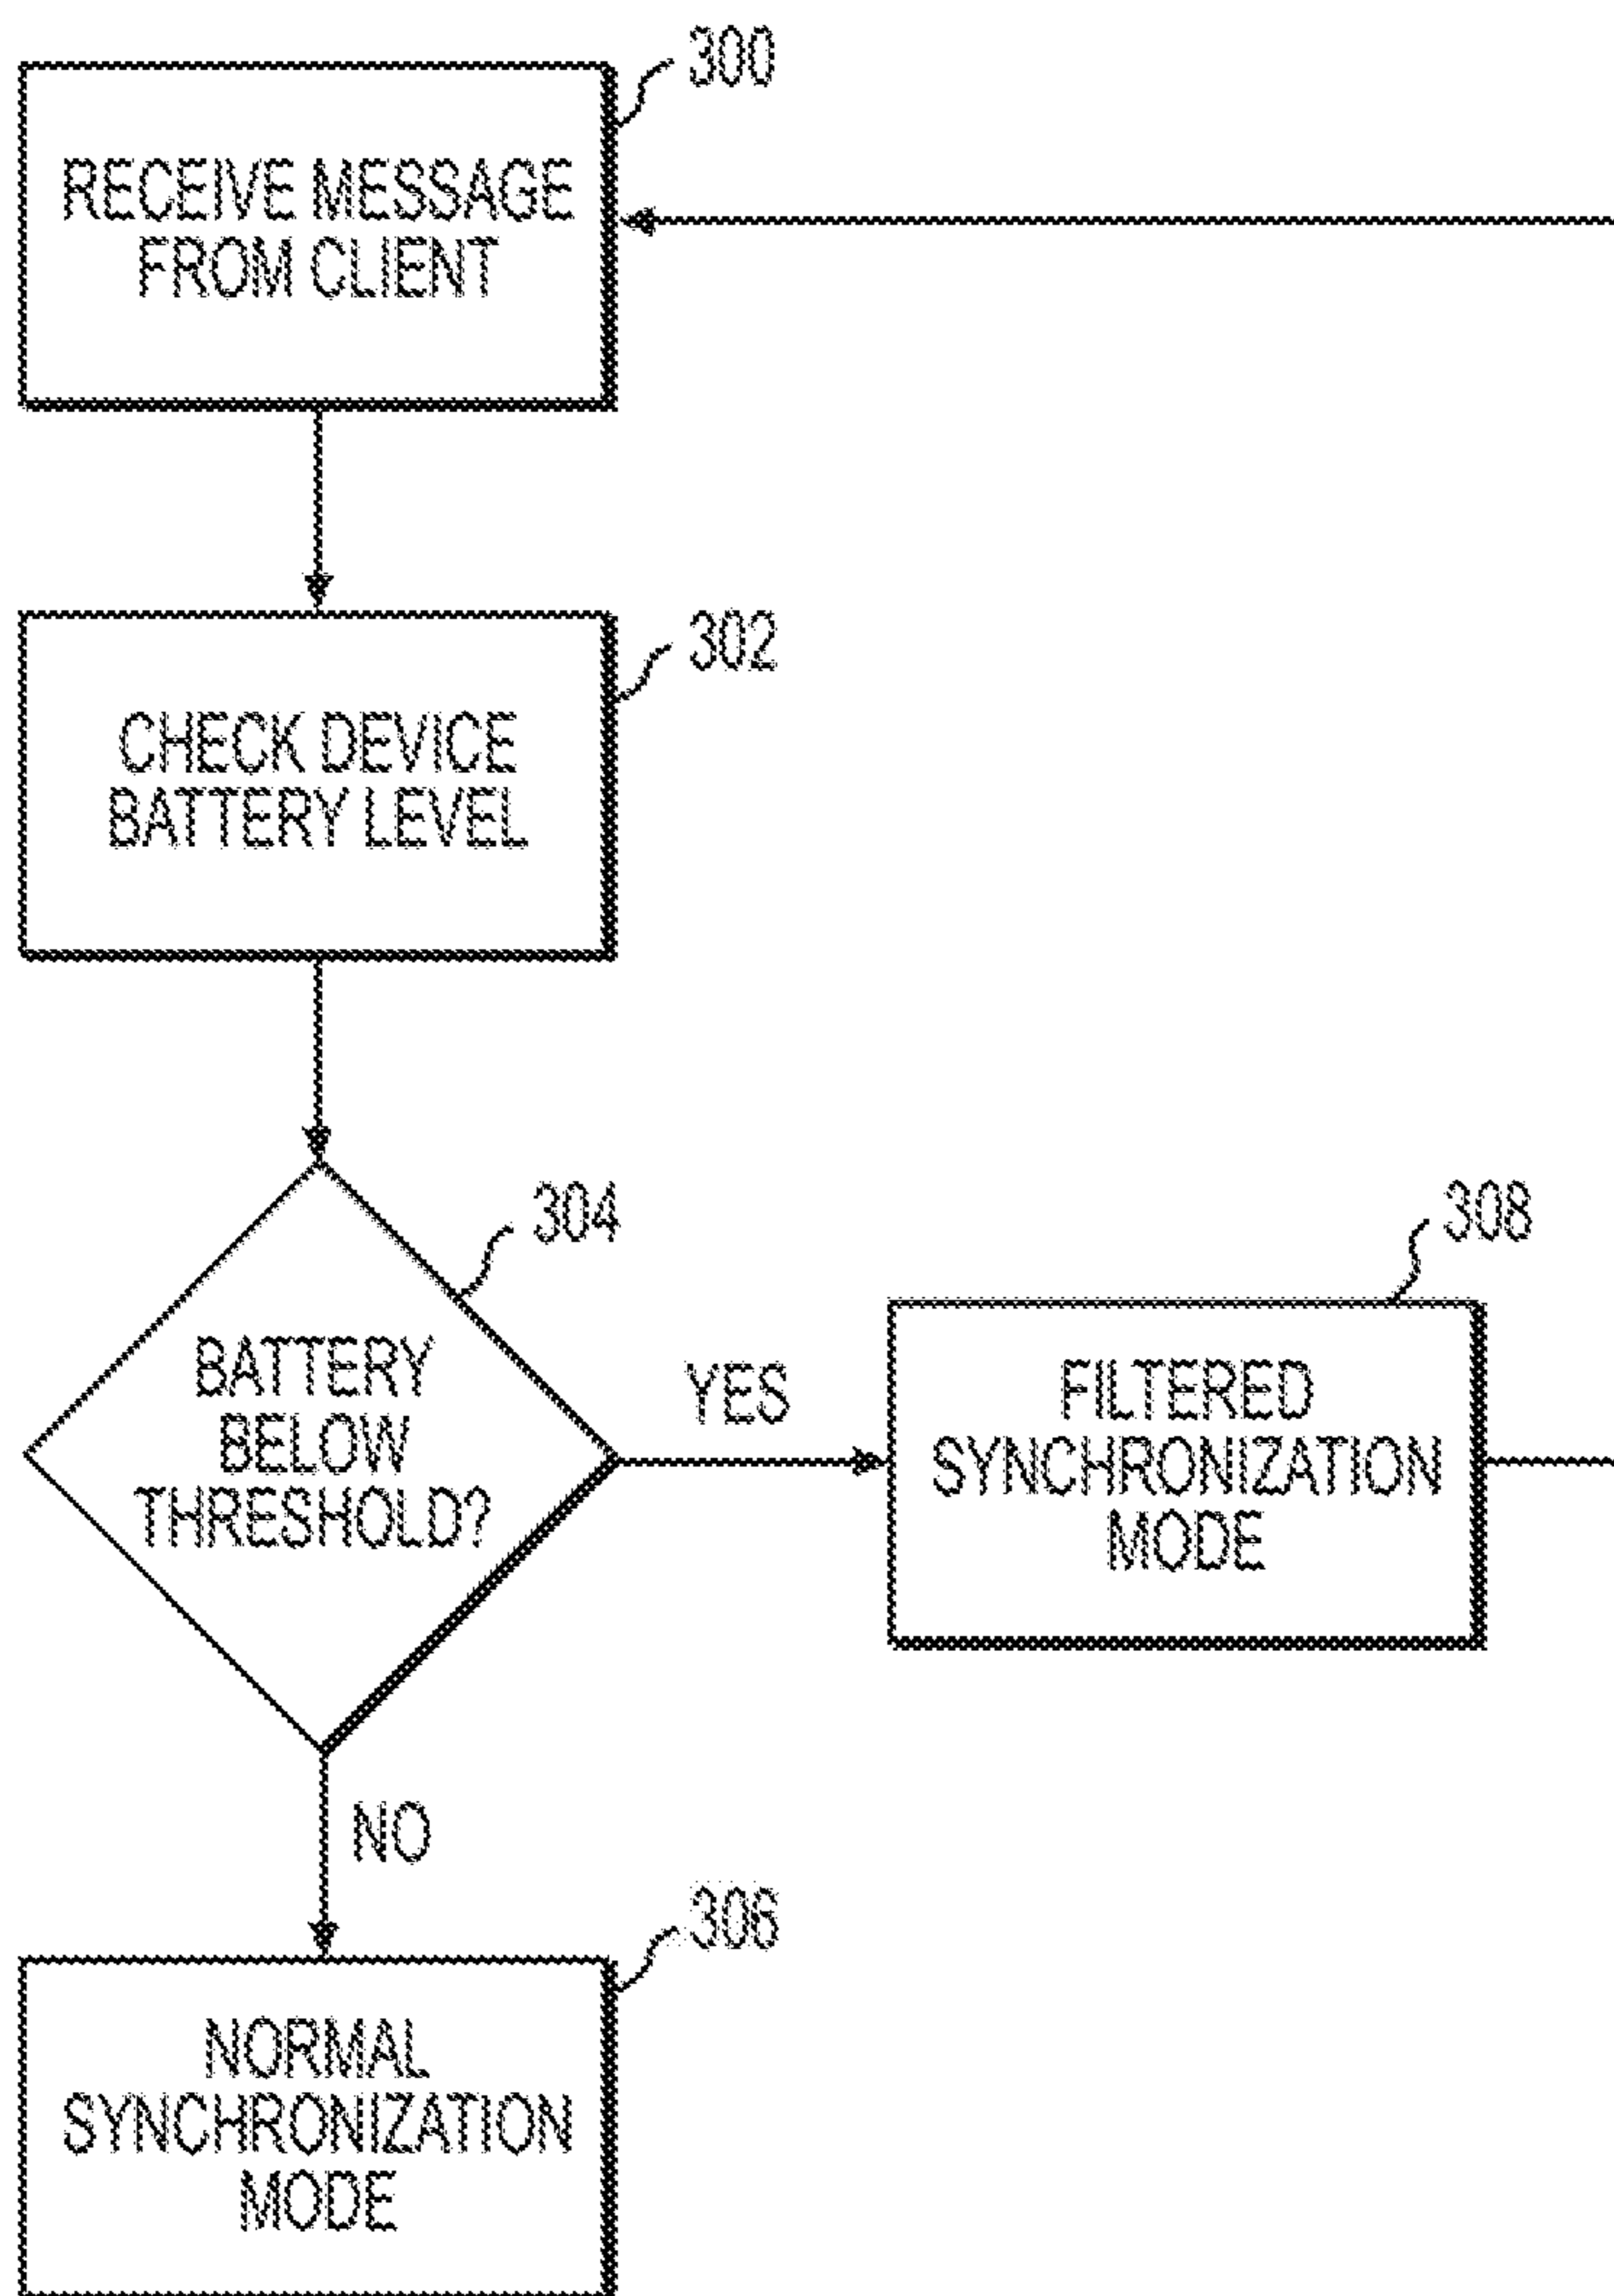 300
RECEIVE MESSAGE
FROM CLIENT
302
CHECK DEVICE
BATTERY LEVEL
304
BATTERY
BELOW
THRESHOLD?
YES
308
FILTERED
SYNCHRONIZATION
MODE
NO
306
NORMAL
SYNCHRONIZATION
MODE